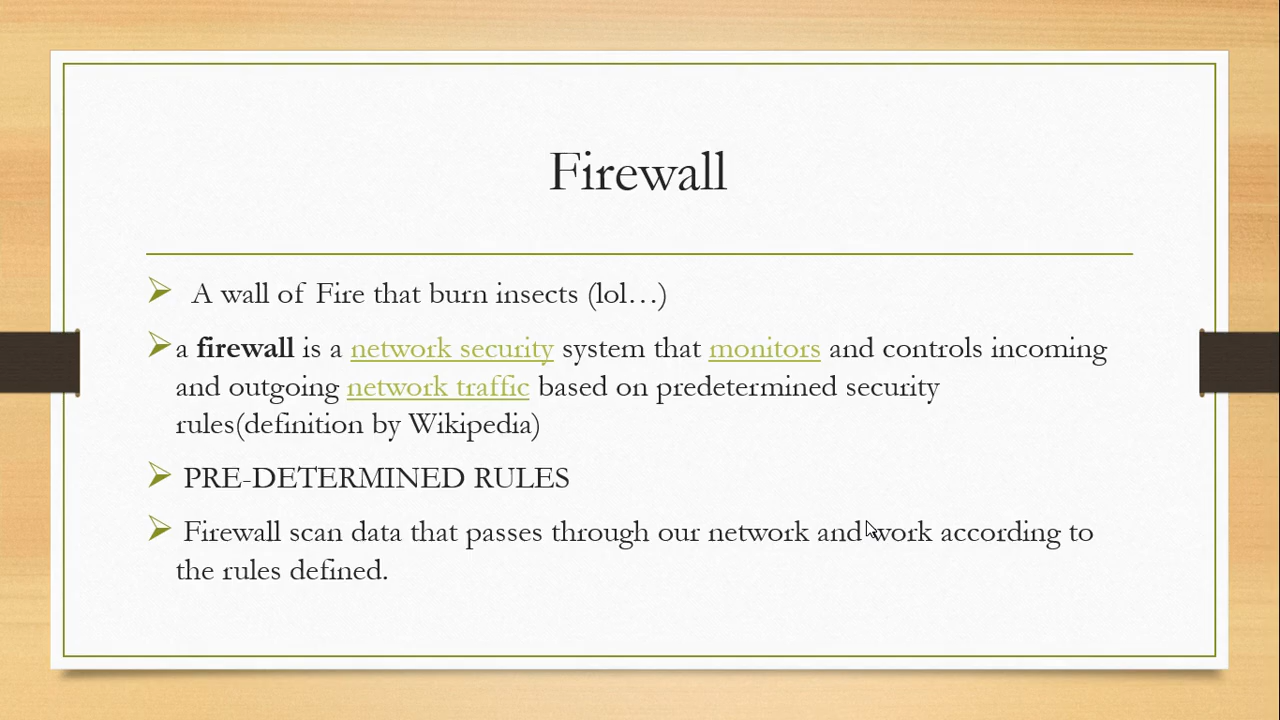 Firewall
A wall of Fire that burn insects (lol…)
a firewall is a network security system that monitors and controls incoming
and outgoing network traffic based on predetermined security
rules(definition by Wikipedia)
PRE-DETERMINED RULES
Firewall scan data that passes through our network and work according to
the rules defined.